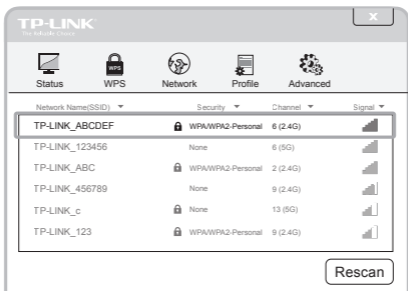 TP-LINK
The Reliable Choice
X
WPS
Status WPS Network Profile Advanced
Network Name(SSID) Security Channel Signal
TP-LINK_ABCDEF WPA/WPA2-Personal 6 (2.4G)
TP-LINK_123456 None 6 (5G)
TP-LINK_ABC WPA/WPA2-Personal 2 (2.4G)
TP-LINK_456789 None 9 (2.4G)
TP-LINK_c None 13 (5G)
TP-LINK_123 WPA/WPA2-Personal 9 (2.4G)
Rescan